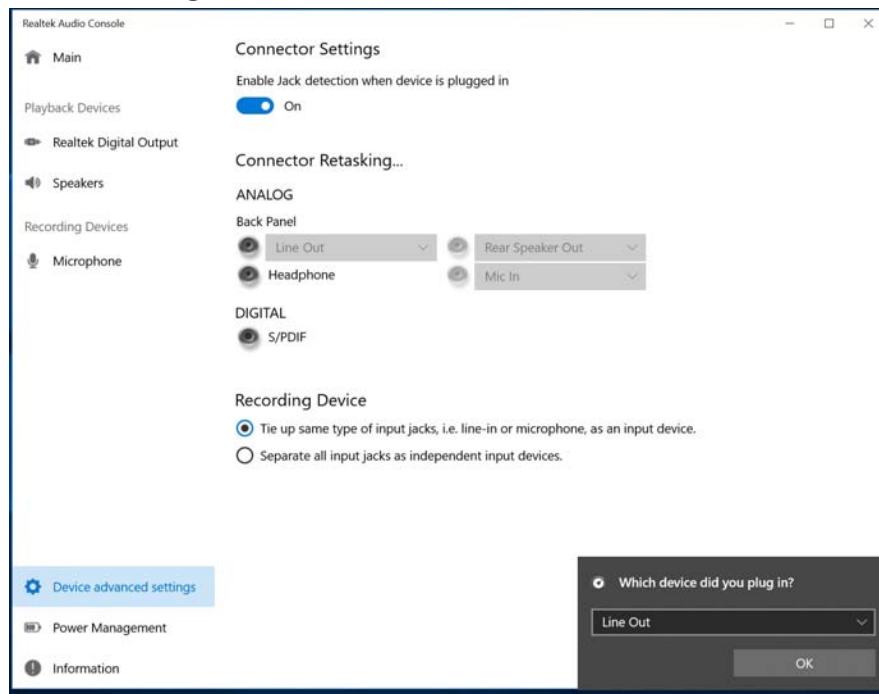 Realtek Audio Console
Main
Playback Devices
Realtek Digital Output
Speakers
Recording Devices
Microphone
Device advanced settings
Power Management
Information
Connector Settings
Enable Jack detection when device is plugged in
On
Connector Retasking...
ANALOG
Back Panel
Line Out
Rear Speaker Out
Headphone
Mic In
DIGITAL
S/PDIF
Recording Device
Tie up same type of input jacks, i.e. line-in or microphone, as an input device.
Separate all input jacks as independent input devices.
Which device did you plug in?
Line Out
OK